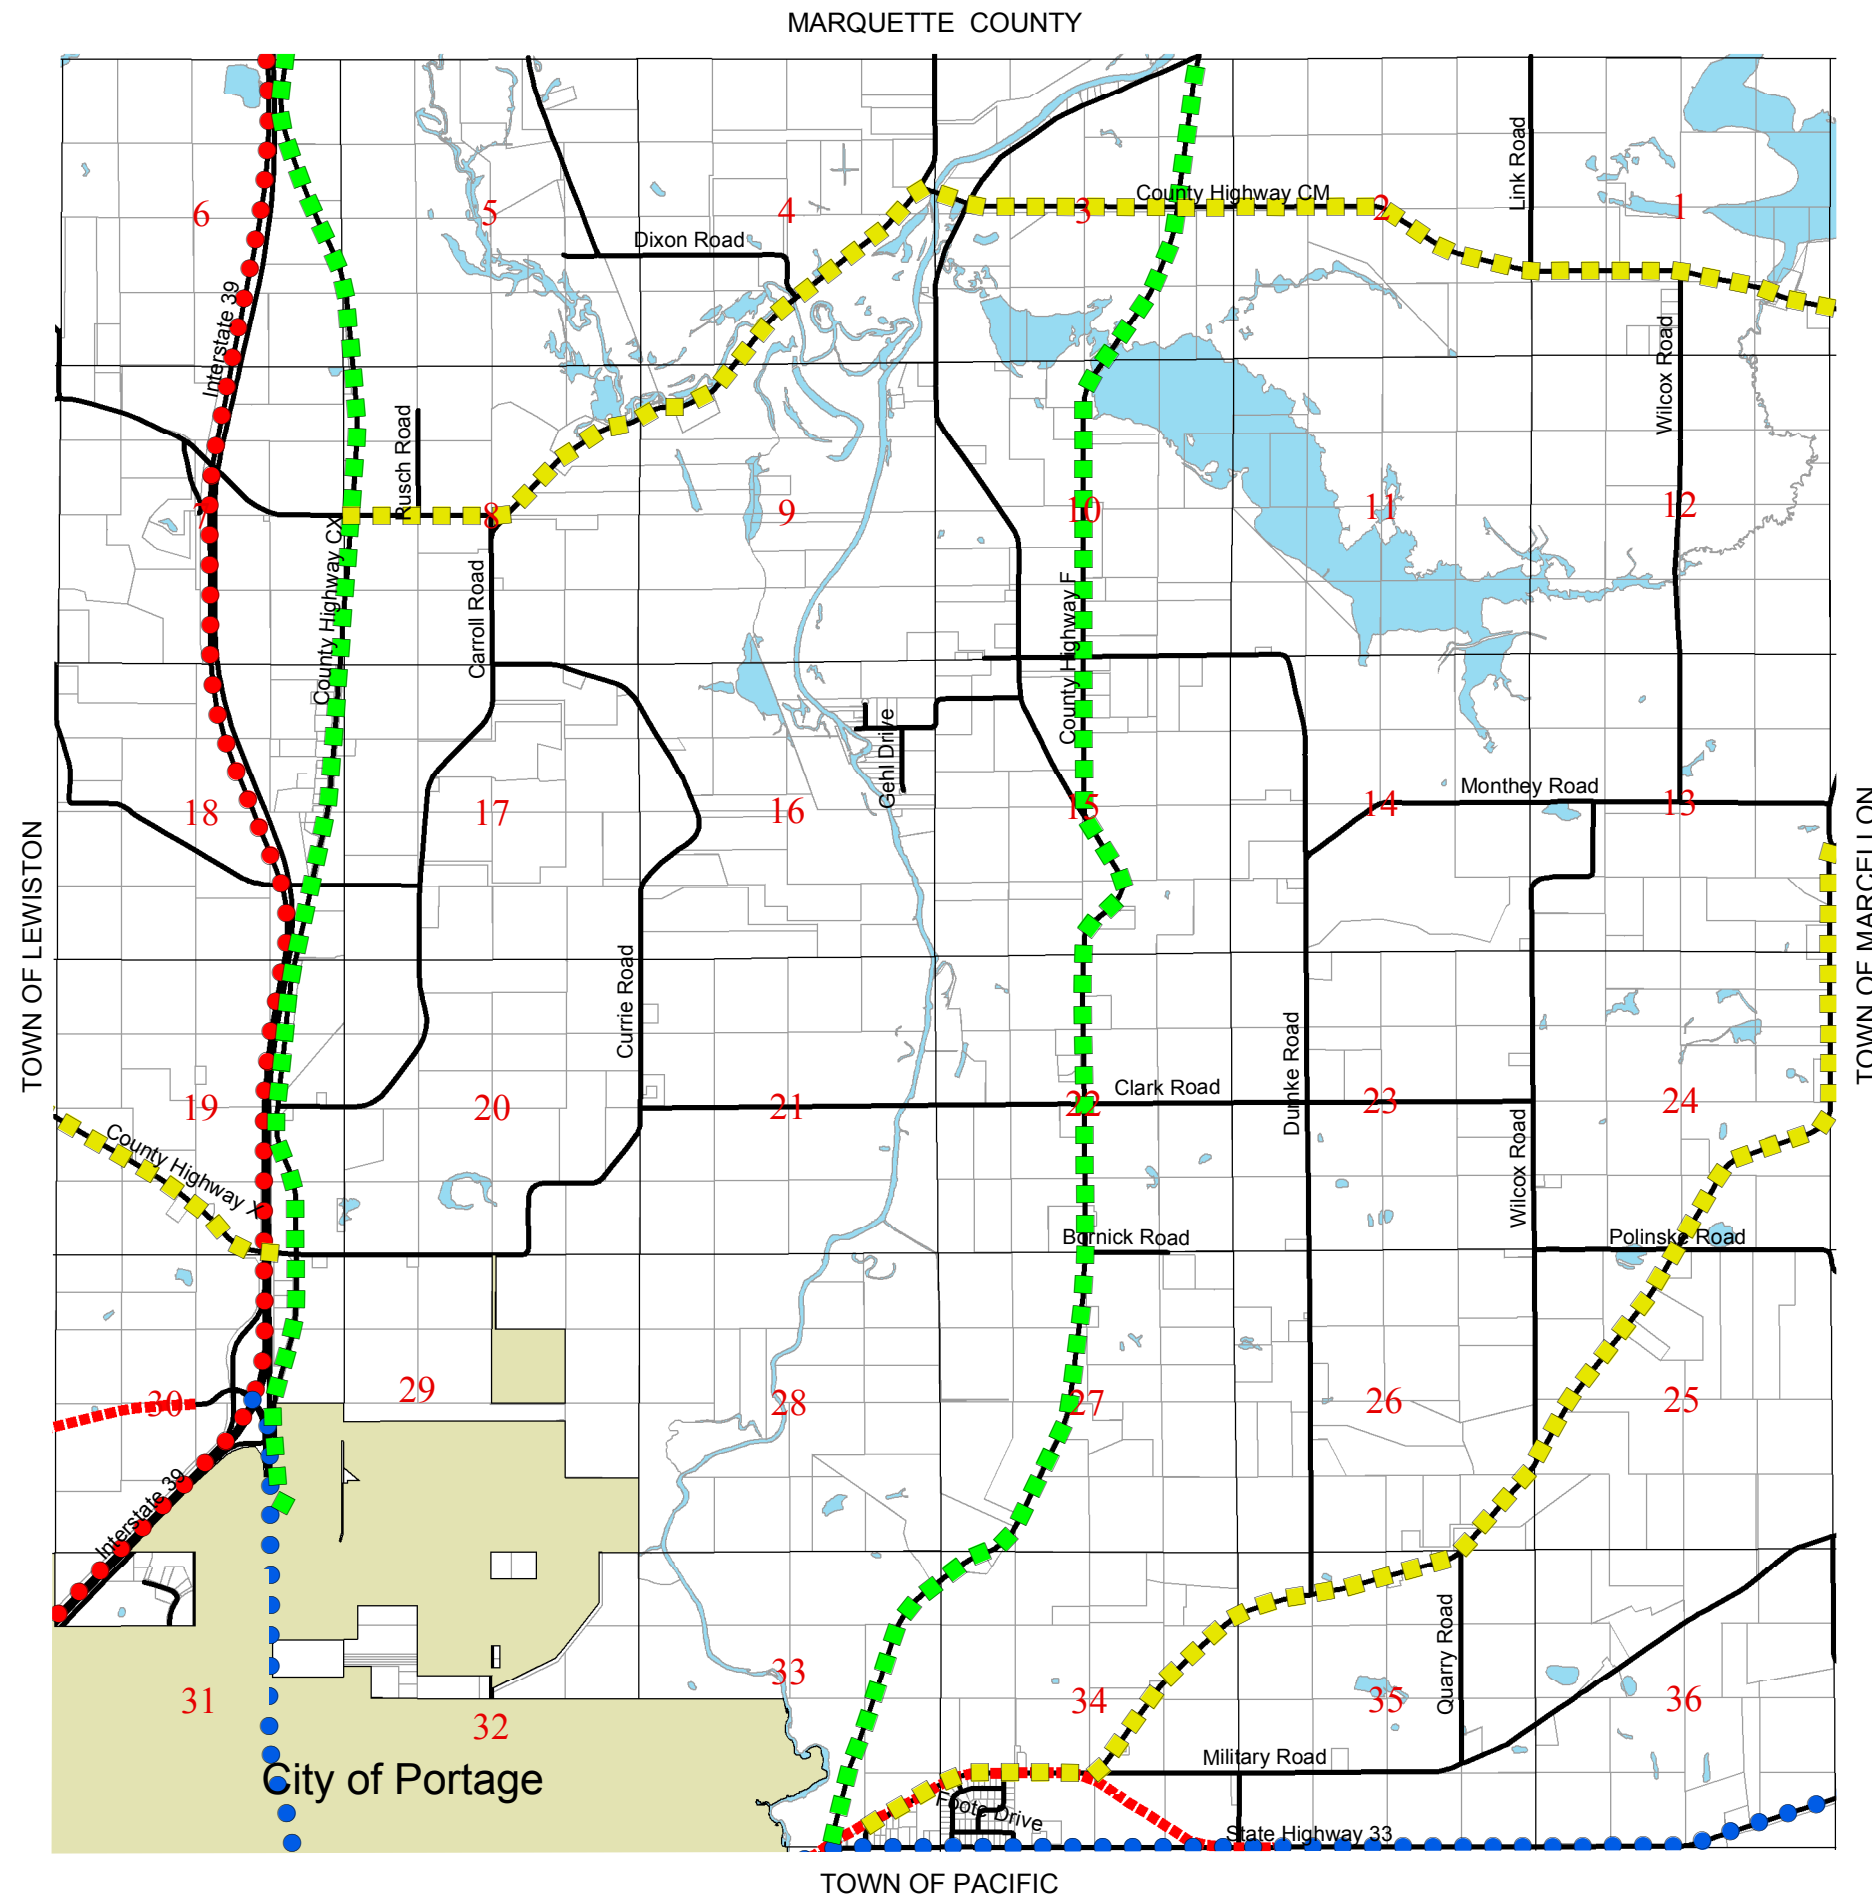 MARQUETTE COUNTY
Link Road
County Highway CM
6
5
4
3
2
1
Dixon Road
Interstate 39
Wilcox Road
Rusch Road
7
8
9
10
11
12
County Highway CX
Carroll Road
County Highway F
Gehl Drive
Monthey Road
18
17
16
15
14
13
TOWN OF LEWISTON
TOWN OF MARCELLON
Currie Road
Dumke Road
Clark Road
19
20
21
22
23
24
County Highway X
Wilcox Road
Bornick Road
Polinske Road
30
29
28
27
26
25
Interstate 39
Quarry Road
31
32
33
34
35
36
City of Portage
Military Road
Foote Drive
State Highway 33
TOWN OF PACIFIC